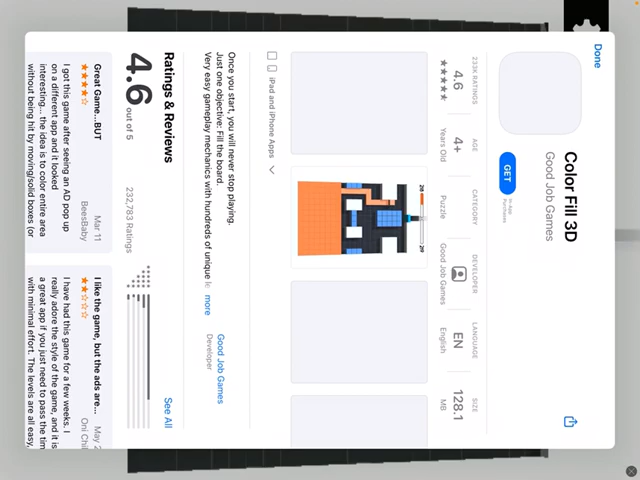 Done
Color Fill 3D
Good Job Games
GET
In-App
Purchases
233K RATINGS
4.6
★★★★★
AGE
4+
Years Old
CATEGORY
Puzzle
DEVELOPER
Good Job Games
LANGUAGE
EN
English
SIZE
128.1
MB
28
29
iPad and iPhone Apps
Once you start, you will never stop playing.
Just one objective: Fill the board.
Very easy gameplay mechanics with hundreds of unique
more
Good Job Games
Developer
Ratings & Reviews
See All
4.6
out of 5
232,783 Ratings
Great Game...BUT
Mar 11
★★★★☆
BeesBaby
I got this game after seeing an AD pop up
on a different app and it looked
interesting... the idea is to color entire area
without being hit by moving/solid boxes (or
I like the game, but the ads are...
May 2
★★☆☆☆
Oni Chi
I have had this game for a few weeks. I
really adore the style of the game, and it is
a great app if you just need to pass the tim
with minimal effort. The levels are all easy,